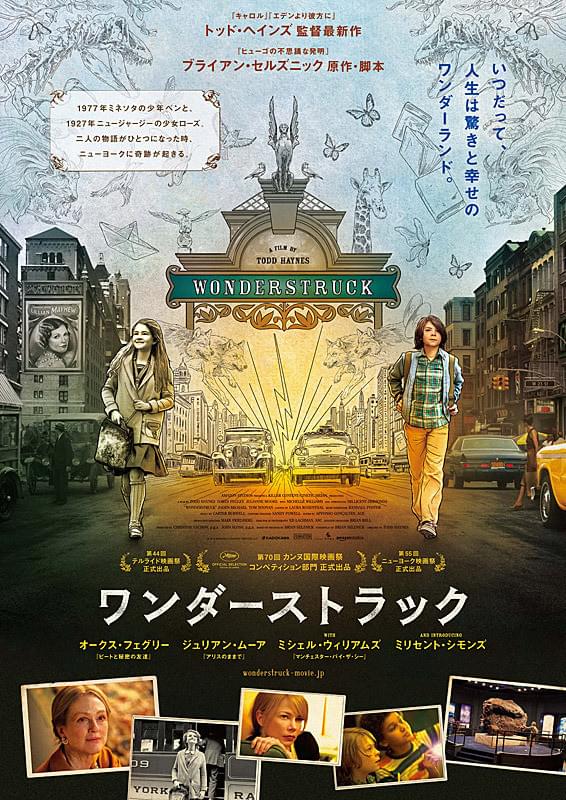 『キャロル』『エデンより彼方に』
トッド・ヘインズ 監督最新作
『ヒューゴの不思議な発明』
ブライアン・セルズニック 原作・脚本
いつだって、
人生は驚きと幸せの
ワンダーランド。
1977年ミネソタの少年ベンと、
1927年ニュージャージーの少女ローズ。
二人の物語がひとつになった時、
ニューヨークに奇跡が起きる。
A FILM BY
TODD HAYNES
WONDERSTRUCK
LILLIAN MAYHEW
第44回
テルライド映画祭
正式出品
OFFICIAL SELECTION
第70回 カンヌ国際映画祭
コンペティション部門 正式出品
第55回
ニューヨーク映画祭
正式出品
ワンダーストラック
オークス・フェグリー
『ピートと秘密の友達』
ジュリアン・ムーア
『アリスのままで』
WITH
ミシェル・ウィリアムズ
『マンチェスター・バイ・ザ・シー』
AND INTRODUCING
ミリセント・シモンズ
wonderstruck-movie.jp
YORK